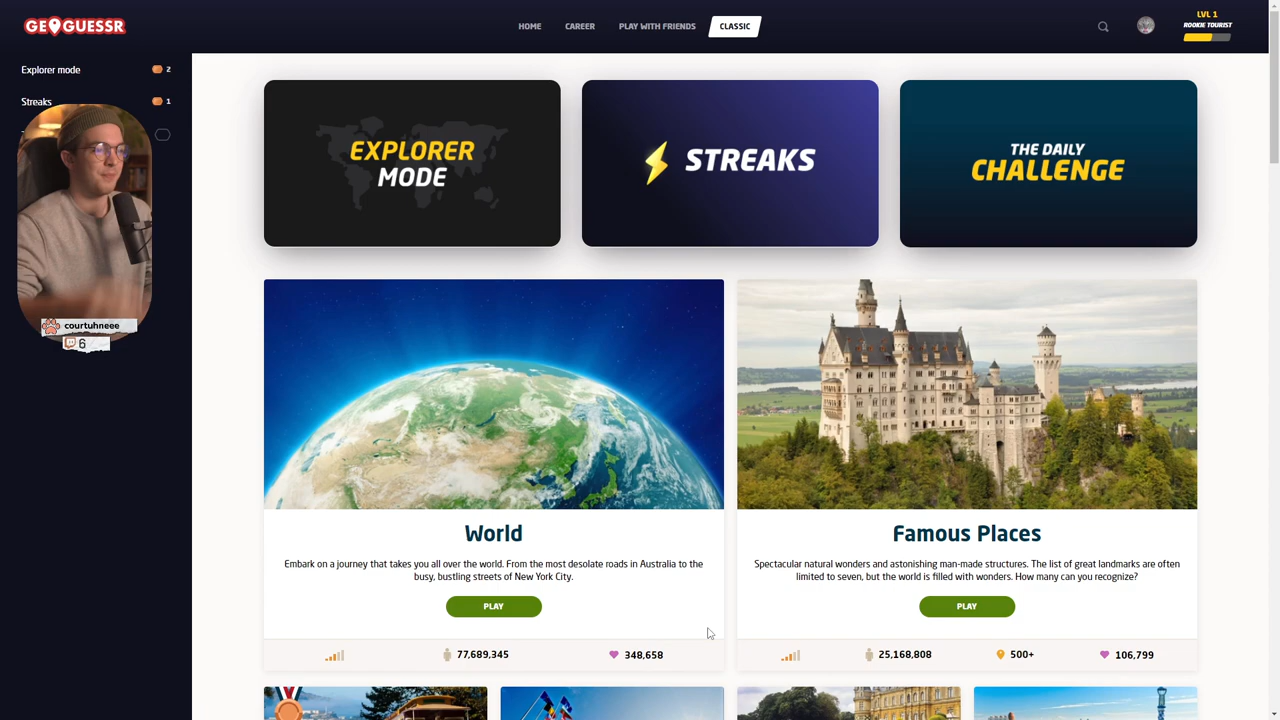 GEOGUESSR
HOME
CAREER
PLAY WITH FRIENDS
CLASSIC
LVL 1
ROOKIE TOURIST
Explorer mode
2
Streaks
1
courtuhneee
6
EXPLORER
MODE
STREAKS
THE DAILY
CHALLENGE
World
Embark on a journey that takes you all over the world. From the most desolate roads in Australia to the
busy, bustling streets of New York City.
PLAY
77,689,345
348,658
Famous Places
Spectacular natural wonders and astonishing man-made structures. The list of great landmarks are often
limited to seven, but the world is filled with wonders. How many can you recognize?
PLAY
25,168,808
500+
106,799